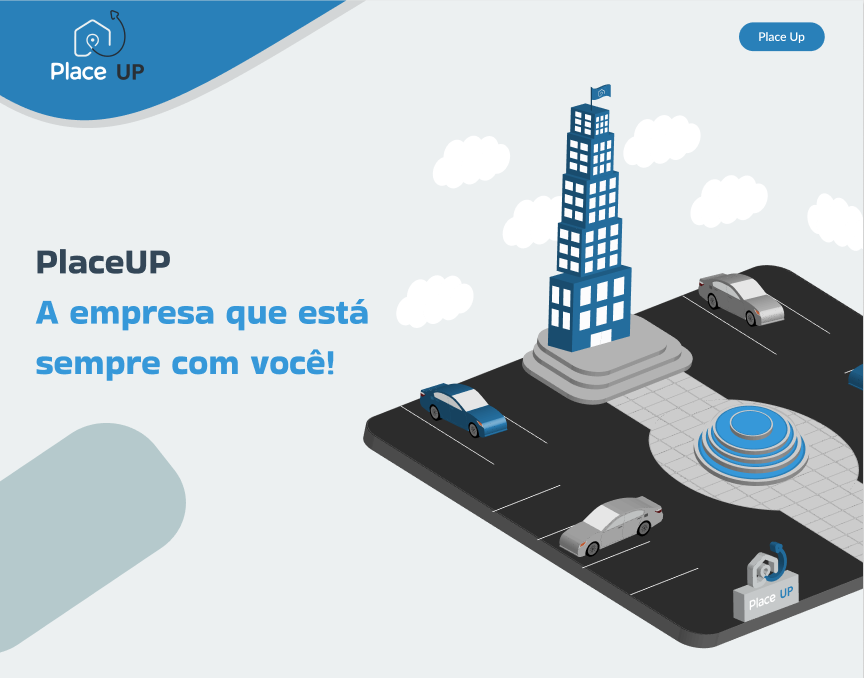 Place UP
Place Up
PlaceUP
A empresa que está
sempre com você!
Place UP